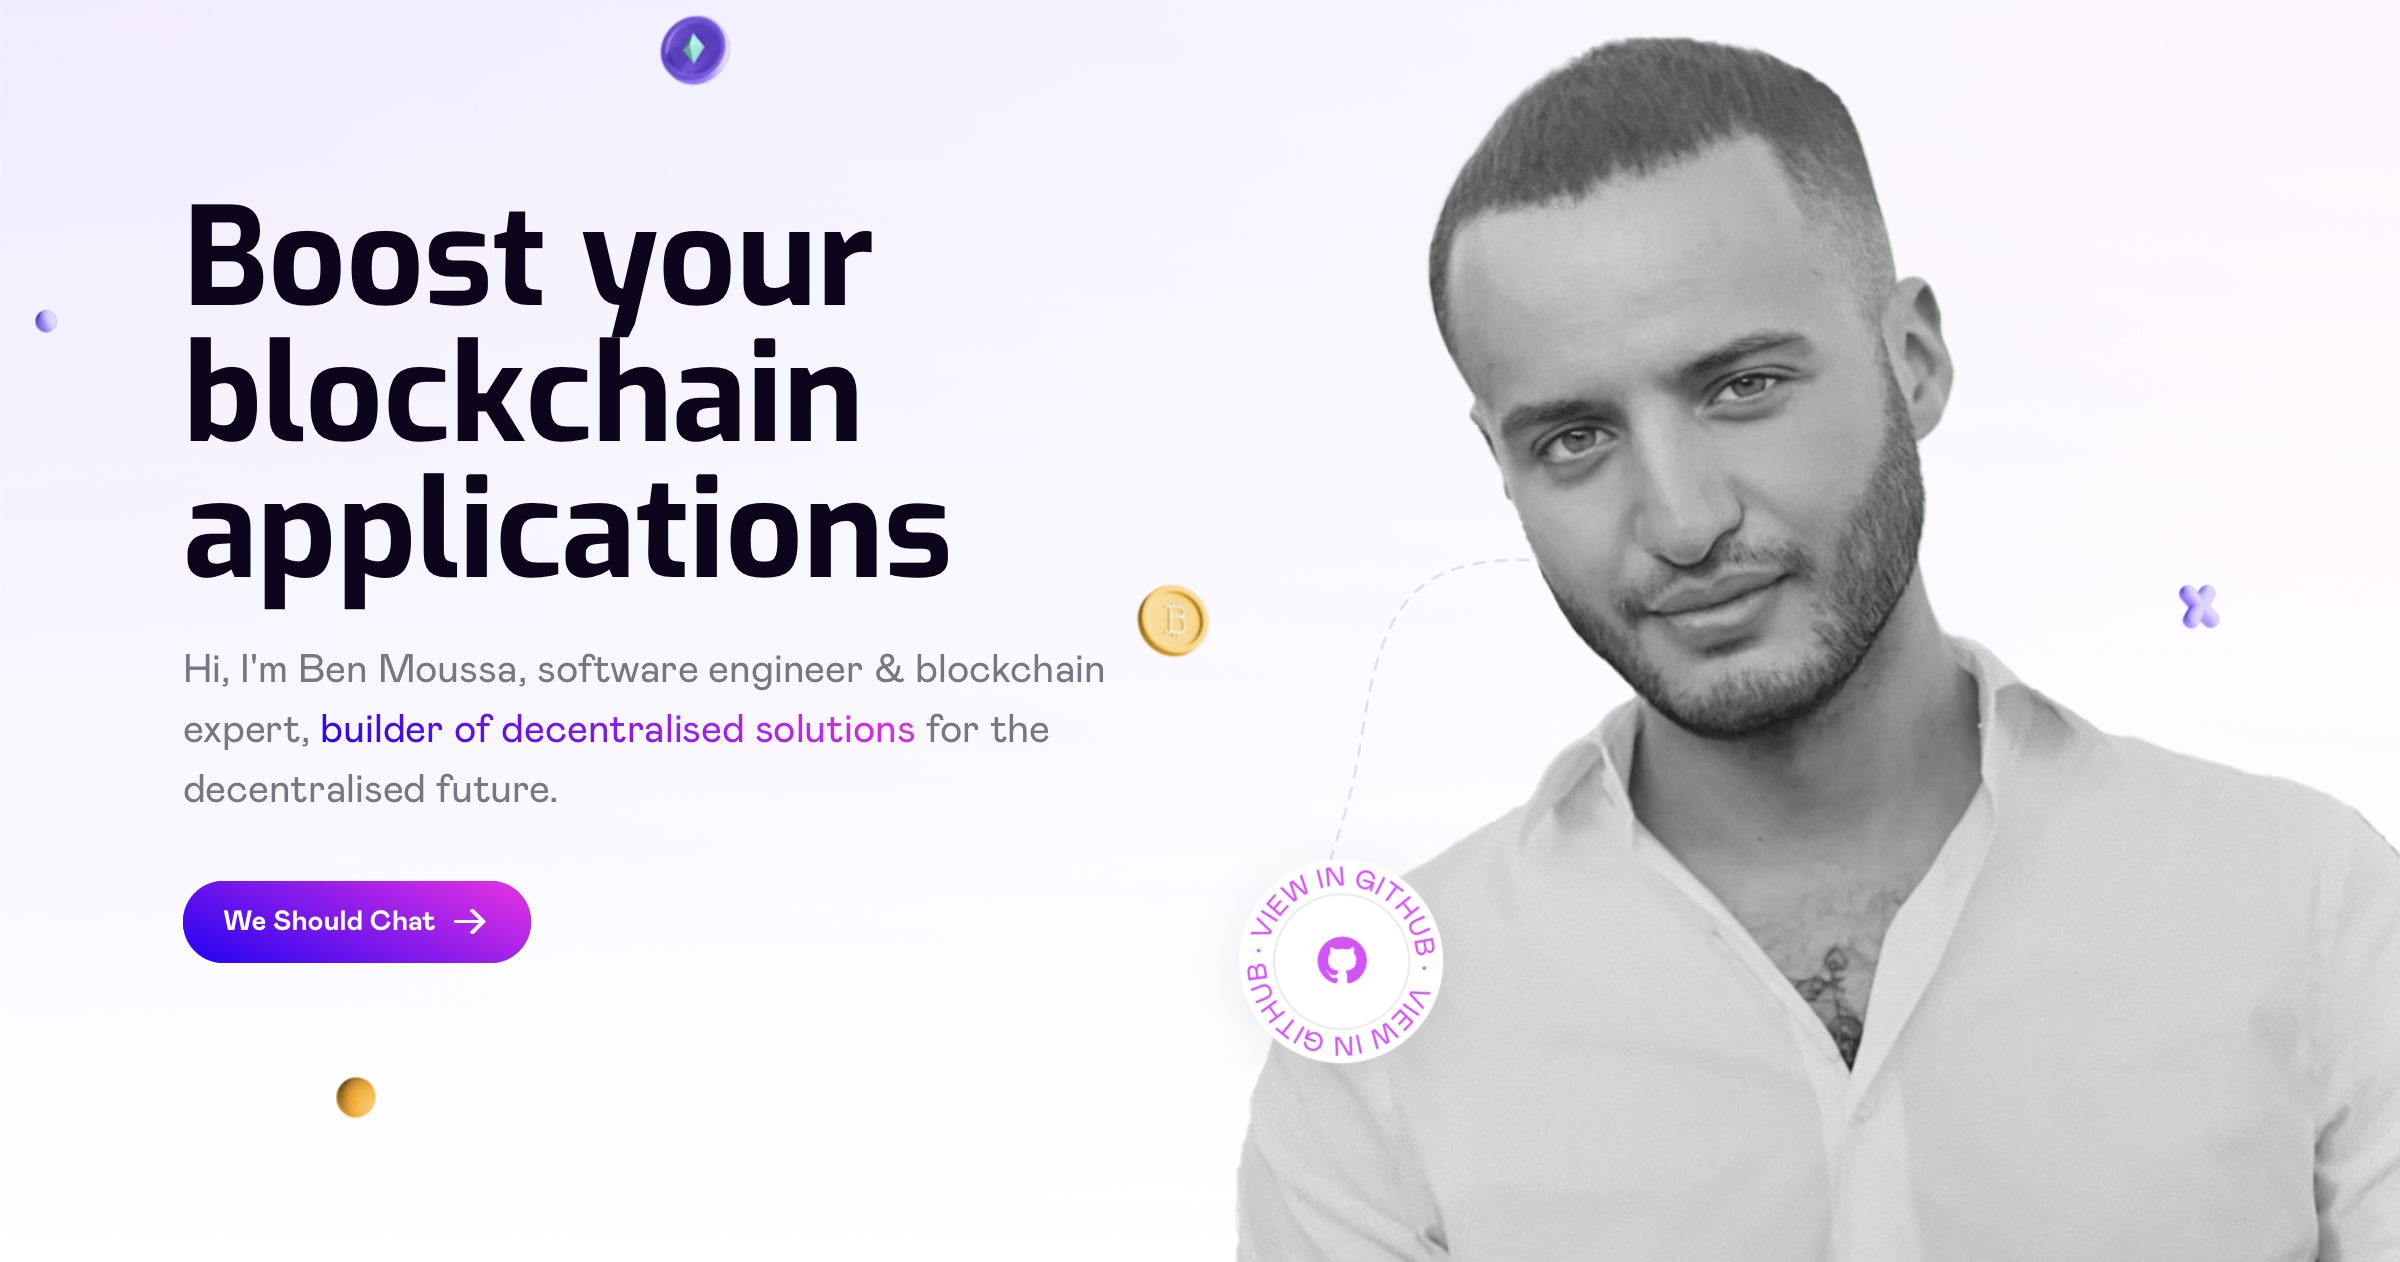 Boost your
blockchain
applications
Hi, I'm Ben Moussa, software engineer & blockchain
expert, builder of decentralised solutions for the
decentralised future.
We Should Chat
VIEW IN GITHUB · VIEW IN GITHUB ·
B